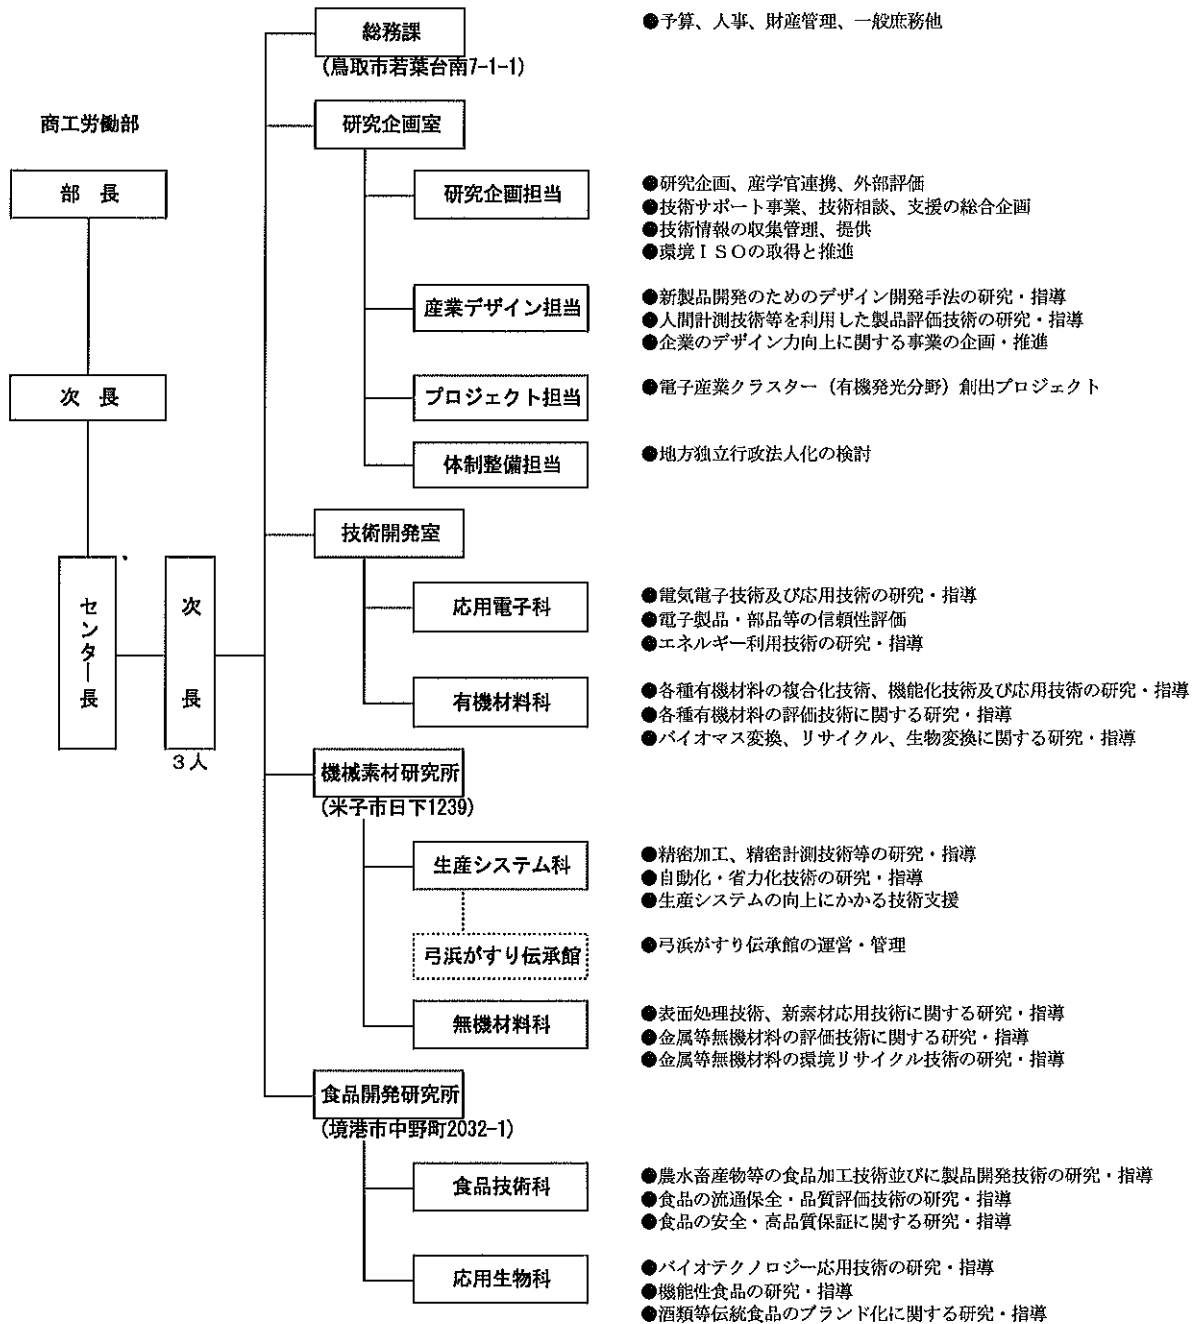 総務課
●予算、人事、財産管理、一般庶務他
(鳥取市若葉台南7-1-1)
商工労働部
部　長
次　長
センター長
次　長
3人
研究企画室
研究企画担当
●研究企画、産学官連携、外部評価
●技術サポート事業、技術相談、支援の総合企画
●技術情報の収集管理、提供
●環境ＩＳＯの取得と推進
産業デザイン担当
●新製品開発のためのデザイン開発手法の研究・指導
●人間計測技術等を利用した製品評価技術の研究・指導
●企業のデザイン力向上に関する事業の企画・推進
プロジェクト担当
●電子産業クラスター（有機発光分野）創出プロジェクト
体制整備担当
●地方独立行政法人化の検討
技術開発室
応用電子科
●電気電子技術及び応用技術の研究・指導
●電子製品・部品等の信頼性評価
●エネルギー利用技術の研究・指導
有機材料科
●各種有機材料の複合化技術、機能化技術及び応用技術の研究・指導
●各種有機材料の評価技術に関する研究・指導
●バイオマス変換、リサイクル、生物変換に関する研究・指導
機械素材研究所
(米子市日下1239)
生産システム科
●精密加工、精密計測技術等の研究・指導
●自動化・省力化技術の研究・指導
●生産システムの向上にかかる技術支援
弓浜がすり伝承館
●弓浜がすり伝承館の運営・管理
無機材料科
●表面処理技術、新素材応用技術に関する研究・指導
●金属等無機材料の評価技術に関する研究・指導
●金属等無機材料の環境リサイクル技術の研究・指導
食品開発研究所
(境港市中野町2032-1)
食品技術科
●農水畜産物等の食品加工技術並びに製品開発技術の研究・指導
●食品の流通保全・品質評価技術の研究・指導
●食品の安全・高品質保証に関する研究・指導
応用生物科
●バイオテクノロジー応用技術の研究・指導
●機能性食品の研究・指導
●酒類等伝統食品のブランド化に関する研究・指導